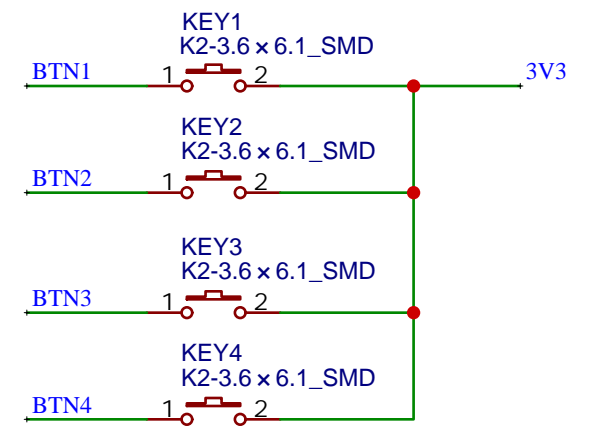 KEY1
K2-3.6×6.1_SMD
BTN1 1 2 3V3
KEY2
K2-3.6×6.1_SMD
BTN2 1 2
KEY3
K2-3.6×6.1_SMD
BTN3 1 2
KEY4
K2-3.6×6.1_SMD
BTN4 1 2